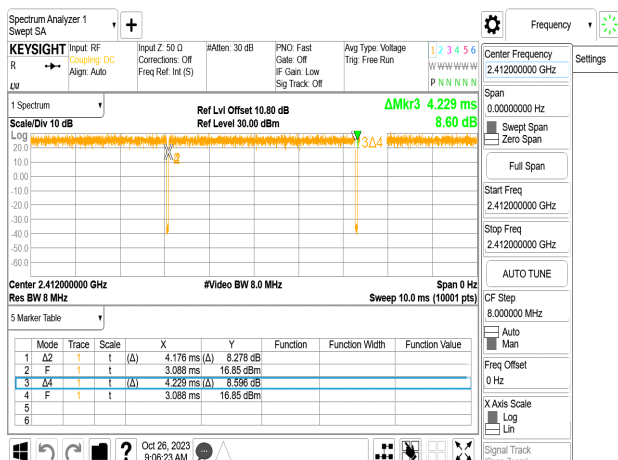 Spectrum Analyzer 1
Swept SA
Frequency
KEYSIGHT
R
LXI
Input: RF
Coupling: DC
Align: Auto
Input Z: 50 Ω
Corrections: Off
Freq Ref: Int (S)
#Atten: 30 dB
PNO: Fast
Gate: Off
IF Gain: Low
Sig Track: Off
Avg Type: Voltage
Trig: Free Run
1 2 3 4 5 6
W W W W W W
P N N N N N
Center Frequency
2.412000000 GHz
Settings
Span
0.00000000 Hz
Swept Span
Zero Span
Full Span
Start Freq
2.412000000 GHz
Stop Freq
2.412000000 GHz
AUTO TUNE
CF Step
8.000000 MHz
Auto
Man
Freq Offset
0 Hz
X Axis Scale
Log
Lin
Signal Track
1 Spectrum
Scale/Div 10 dB
Ref Lvl Offset 10.80 dB
Ref Level 30.00 dBm
ΔMkr3 4.229 ms
8.60 dB
Log
20.0
10.0
0.00
-10.0
-20.0
-30.0
-40.0
-50.0
-60.0
3Δ4
Center 2.412000000 GHz
#Video BW 8.0 MHz
Span 0 Hz
Res BW 8 MHz
Sweep 10.0 ms (10001 pts)
5 Marker Table
Mode Trace Scale X Y Function Function Width Function Value
1 Δ2 1 t (Δ) 4.176 ms (Δ) 8.278 dB
2 F 1 t 3.088 ms 16.85 dBm
3 Δ4 1 t (Δ) 4.229 ms (Δ) 8.596 dB
4 F 1 t 3.088 ms 16.85 dBm
5
6
?
Oct 26, 2023
9:06:23 AM